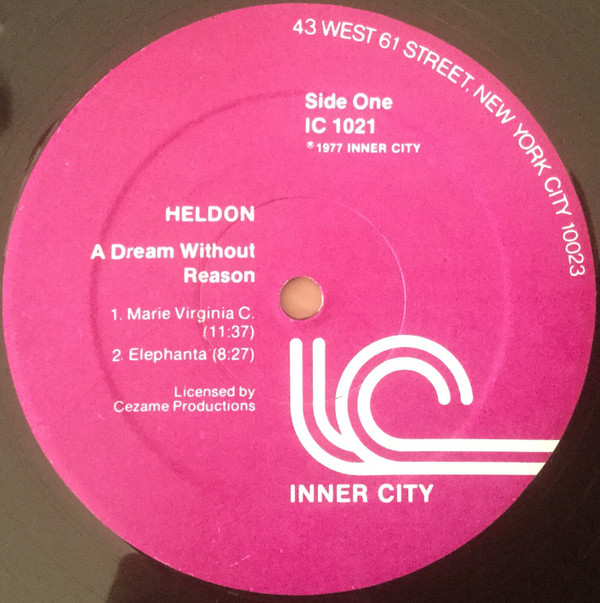 43 WEST 61 STREET, NEW YORK CITY 10023
Side One
IC 1021
℗ 1977 INNER CITY
HELDON
A Dream Without
Reason
1. Marie Virginia C.
(11:37)
2. Elephanta (8:27)
Licensed by
Cezame Productions
IC
INNER CITY